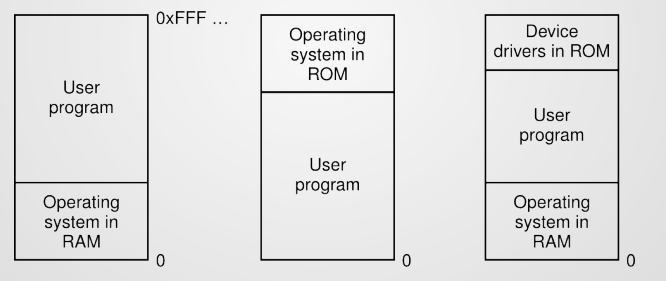 0xFFF ...
User
program
Operating
system in
RAM
0
Operating
system in
ROM
User
program
0
Device
drivers in ROM
User
program
Operating
system in
RAM
0